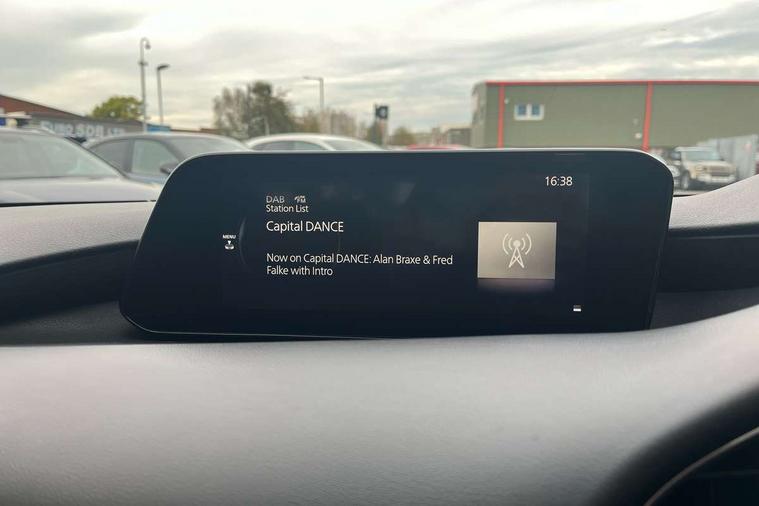 16:38
DAB
Station List
Capital DANCE
MENU
Now on Capital DANCE: Alan Braxe & Fred
Falke with Intro